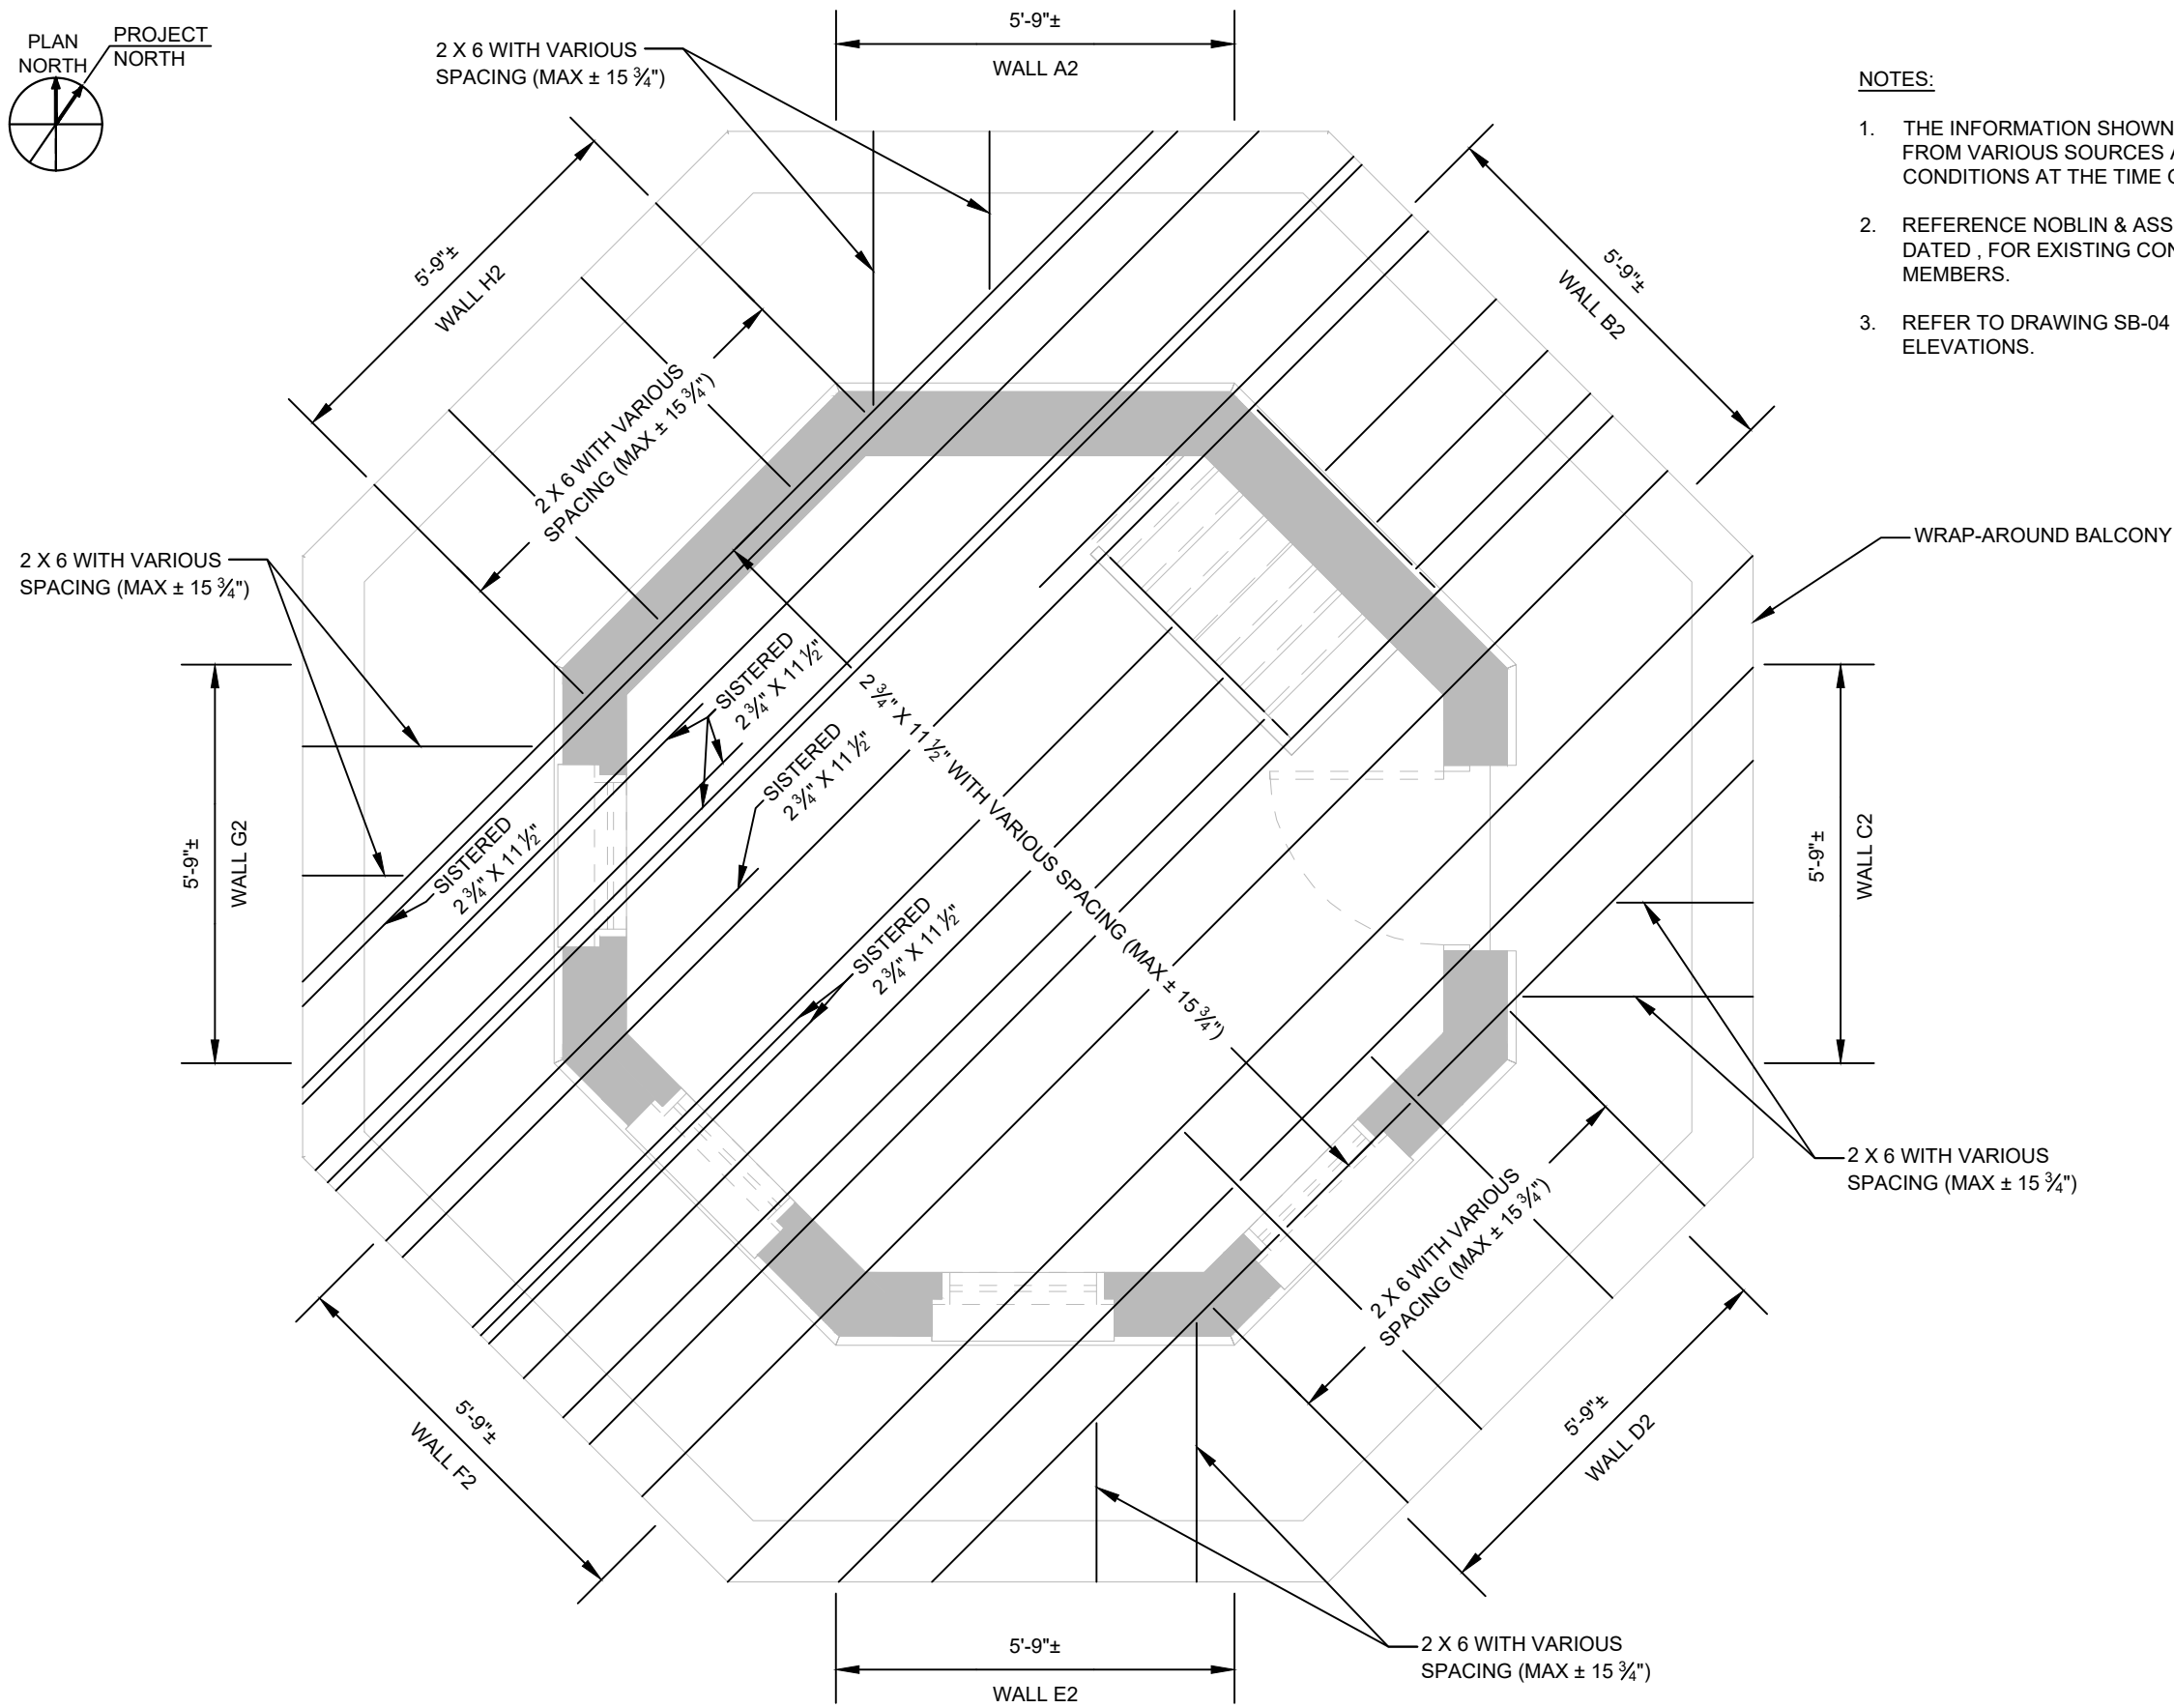 PLAN
NORTH
PROJECT
NORTH
2 X 6 WITH VARIOUS
SPACING (MAX ± 15 ¾")
5'-9"±
WALL A2
NOTES:
1. THE INFORMATION SHOWN
FROM VARIOUS SOURCES A
CONDITIONS AT THE TIME O
2. REFERENCE NOBLIN & ASS
DATED , FOR EXISTING CON
MEMBERS.
3. REFER TO DRAWING SB-04
ELEVATIONS.
5'-9"±
WALL H2
5'-9"±
WALL B2
2 X 6 WITH VARIOUS
SPACING (MAX ± 15 ¾")
2 X 6 WITH VARIOUS
SPACING (MAX ± 15 ¾")
WRAP-AROUND BALCONY
SISTERED
2 ¾" X 11 ½"
SISTERED
2 ¾" X 11 ½"
2 ¾" X 11 ½" WITH VARIOUS SPACING (MAX ± 15 ¾")
5'-9"±
WALL G2
SISTERED
2 ¾" X 11 ½"
SISTERED
2 ¾" X 11 ½"
5'-9"±
WALL C2
2 X 6 WITH VARIOUS
SPACING (MAX ± 15 ¾")
2 X 6 WITH VARIOUS
SPACING (MAX ± 15 ¾")
5'-9"±
WALL F2
5'-9"±
WALL D2
5'-9"±
WALL E2
2 X 6 WITH VARIOUS
SPACING (MAX ± 15 ¾")